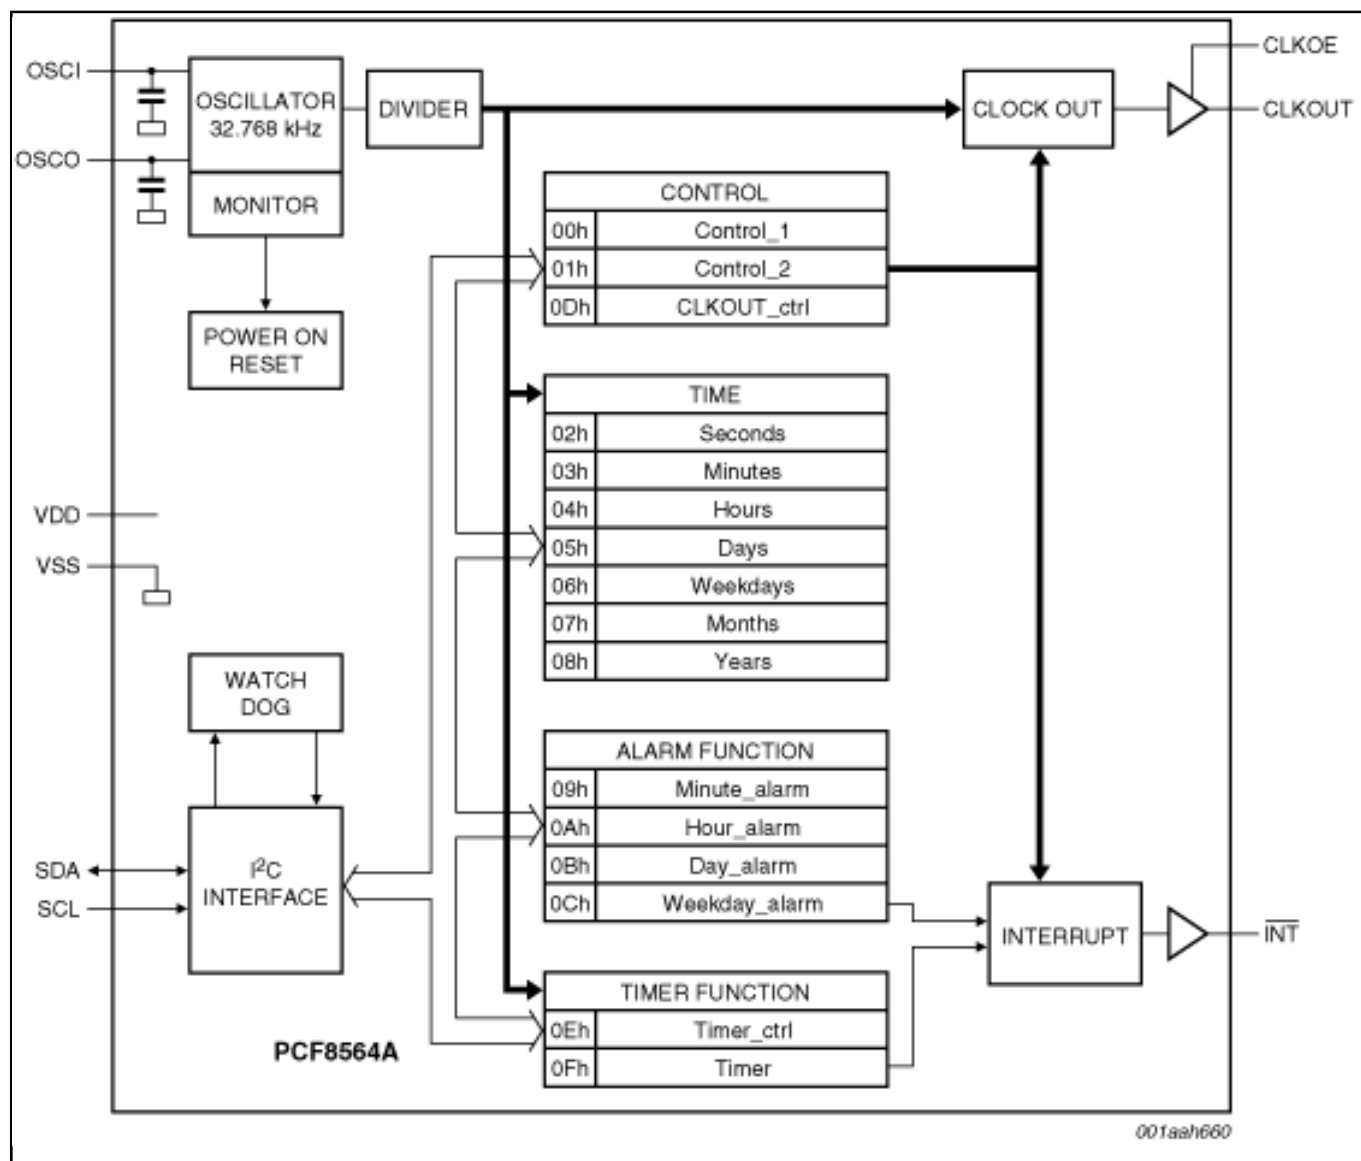 CLKOE
OSCI
OSCILLATOR
32.768 kHz
DIVIDER
CLOCK OUT
CLKOUT
OSCO
MONITOR
CONTROL
00h Control_1
01h Control_2
0Dh CLKOUT_ctrl
POWER ON
RESET
TIME
02h Seconds
03h Minutes
04h Hours
05h Days
06h Weekdays
07h Months
08h Years
VDD
VSS
WATCH
DOG
ALARM FUNCTION
09h Minute_alarm
0Ah Hour_alarm
0Bh Day_alarm
0Ch Weekday_alarm
SDA
SCL
I²C
INTERFACE
INTERRUPT
I̅N̅T̅
TIMER FUNCTION
0Eh Timer_ctrl
0Fh Timer
PCF8564A
001aah660